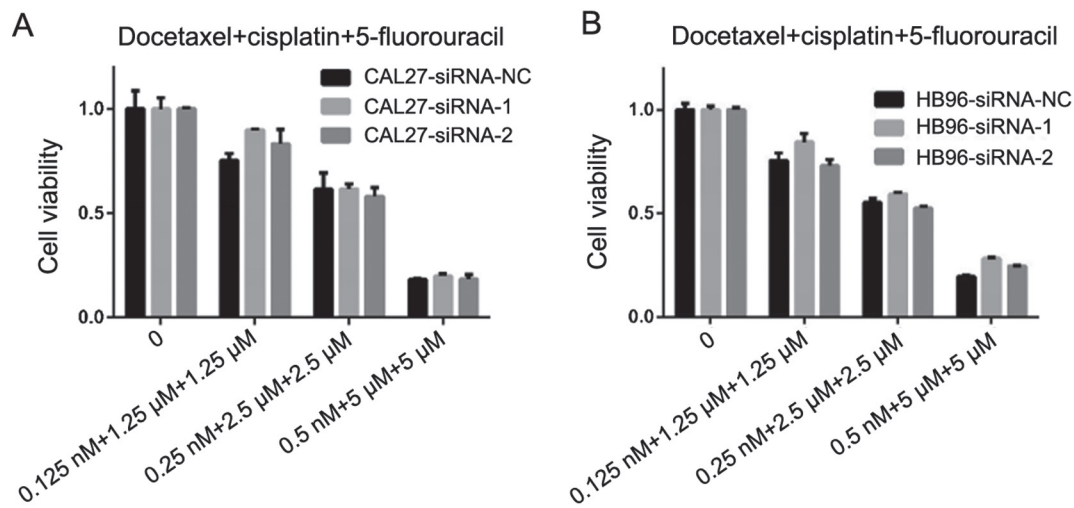 A
Docetaxel+cisplatin+5-fluorouracil
CAL27-siRNA-NC
CAL27-siRNA-1
CAL27-siRNA-2
Cell viability
1.0
0.5
0.0
0
0.125 nM+1.25 µM+1.25 µM
0.25 nM+2.5 µM+2.5 µM
0.5 nM+5 µM+5 µM
B
Docetaxel+cisplatin+5-fluorouracil
HB96-siRNA-NC
HB96-siRNA-1
HB96-siRNA-2
Cell viability
1.0
0.5
0.0
0
0.125 nM+1.25 µM+1.25 µM
0.25 nM+2.5 µM+2.5 µM
0.5 nM+5 µM+5 µM